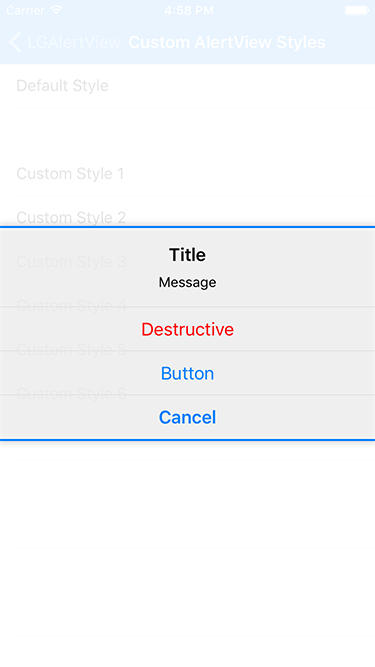 Carrier 4:58 PM
LGAlertView Custom AlertView Styles
Default Style
Custom Style 1
Custom Style 2
Title
Custom Style 3
Message
Custom Style 4
Destructive
Custom Style 5
Button
Custom Style 6
Cancel